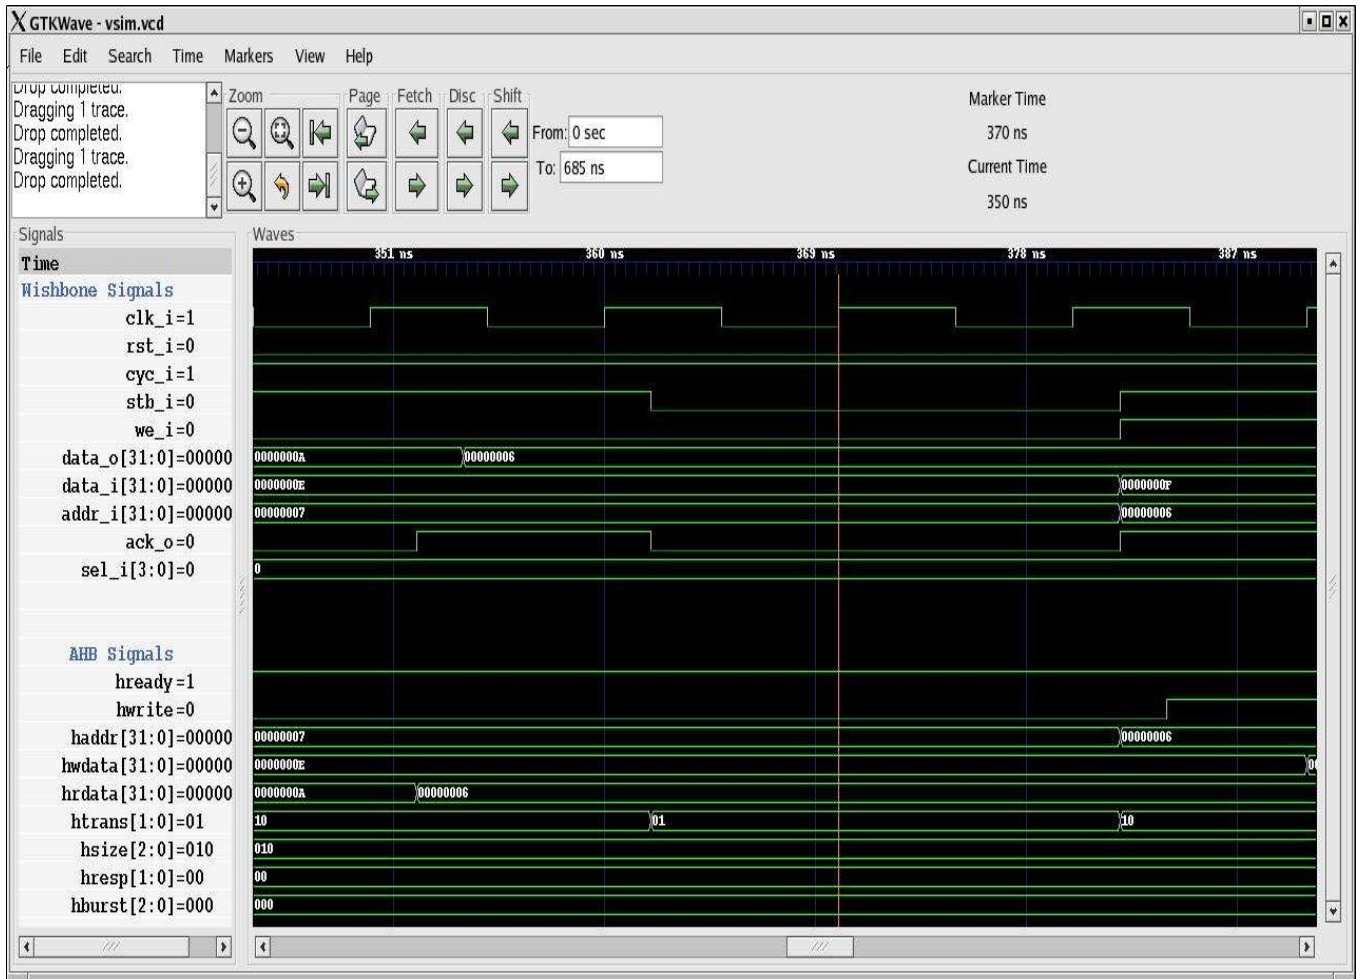 GTKWave - vsim.vcd
File Edit Search Time Markers View Help
Drop completed.
Dragging 1 trace.
Drop completed.
Dragging 1 trace.
Drop completed.
Zoom Page Fetch Disc Shift
From: 0 sec
To: 685 ns
Marker Time
370 ns
Current Time
350 ns
Signals
Waves
Time
351 ns 360 ns 369 ns 378 ns 387 ns
Wishbone Signals
clk_i=1
rst_i=0
cyc_i=1
stb_i=0
we_i=0
data_o[31:0]=00000 0000000A 00000006
data_i[31:0]=00000 0000000E 0000000F
addr_i[31:0]=00000 00000007 00000006
ack_o=0
sel_i[3:0]=0 0
AHB Signals
hready=1
hwrite=0
haddr[31:0]=00000 00000007 00000006
hwdata[31:0]=00000 0000000E 00
hrdata[31:0]=00000 0000000A 00000006
htrans[1:0]=01 10 01 10
hsize[2:0]=010 010
hresp[1:0]=00 00
hburst[2:0]=000 000